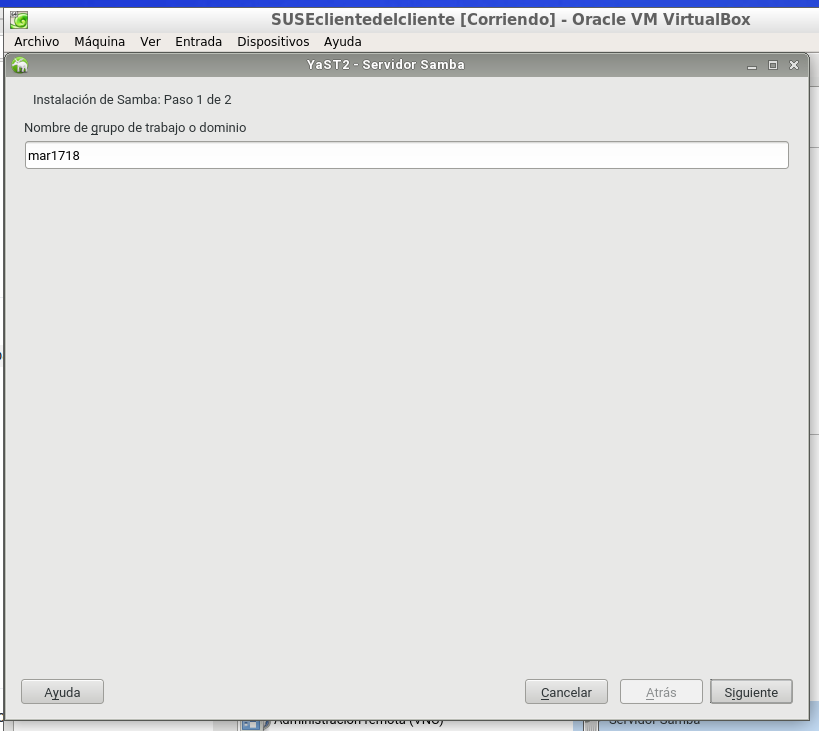 SUSEclientedelcliente [Corriendo] - Oracle VM VirtualBox
Archivo Máquina Ver Entrada Dispositivos Ayuda
YaST2 - Servidor Samba
Instalación de Samba: Paso 1 de 2
Nombre de grupo de trabajo o dominio
mar1718
Ayuda Cancelar Atrás Siguiente
Administración remota (VNC) Servidor Samba